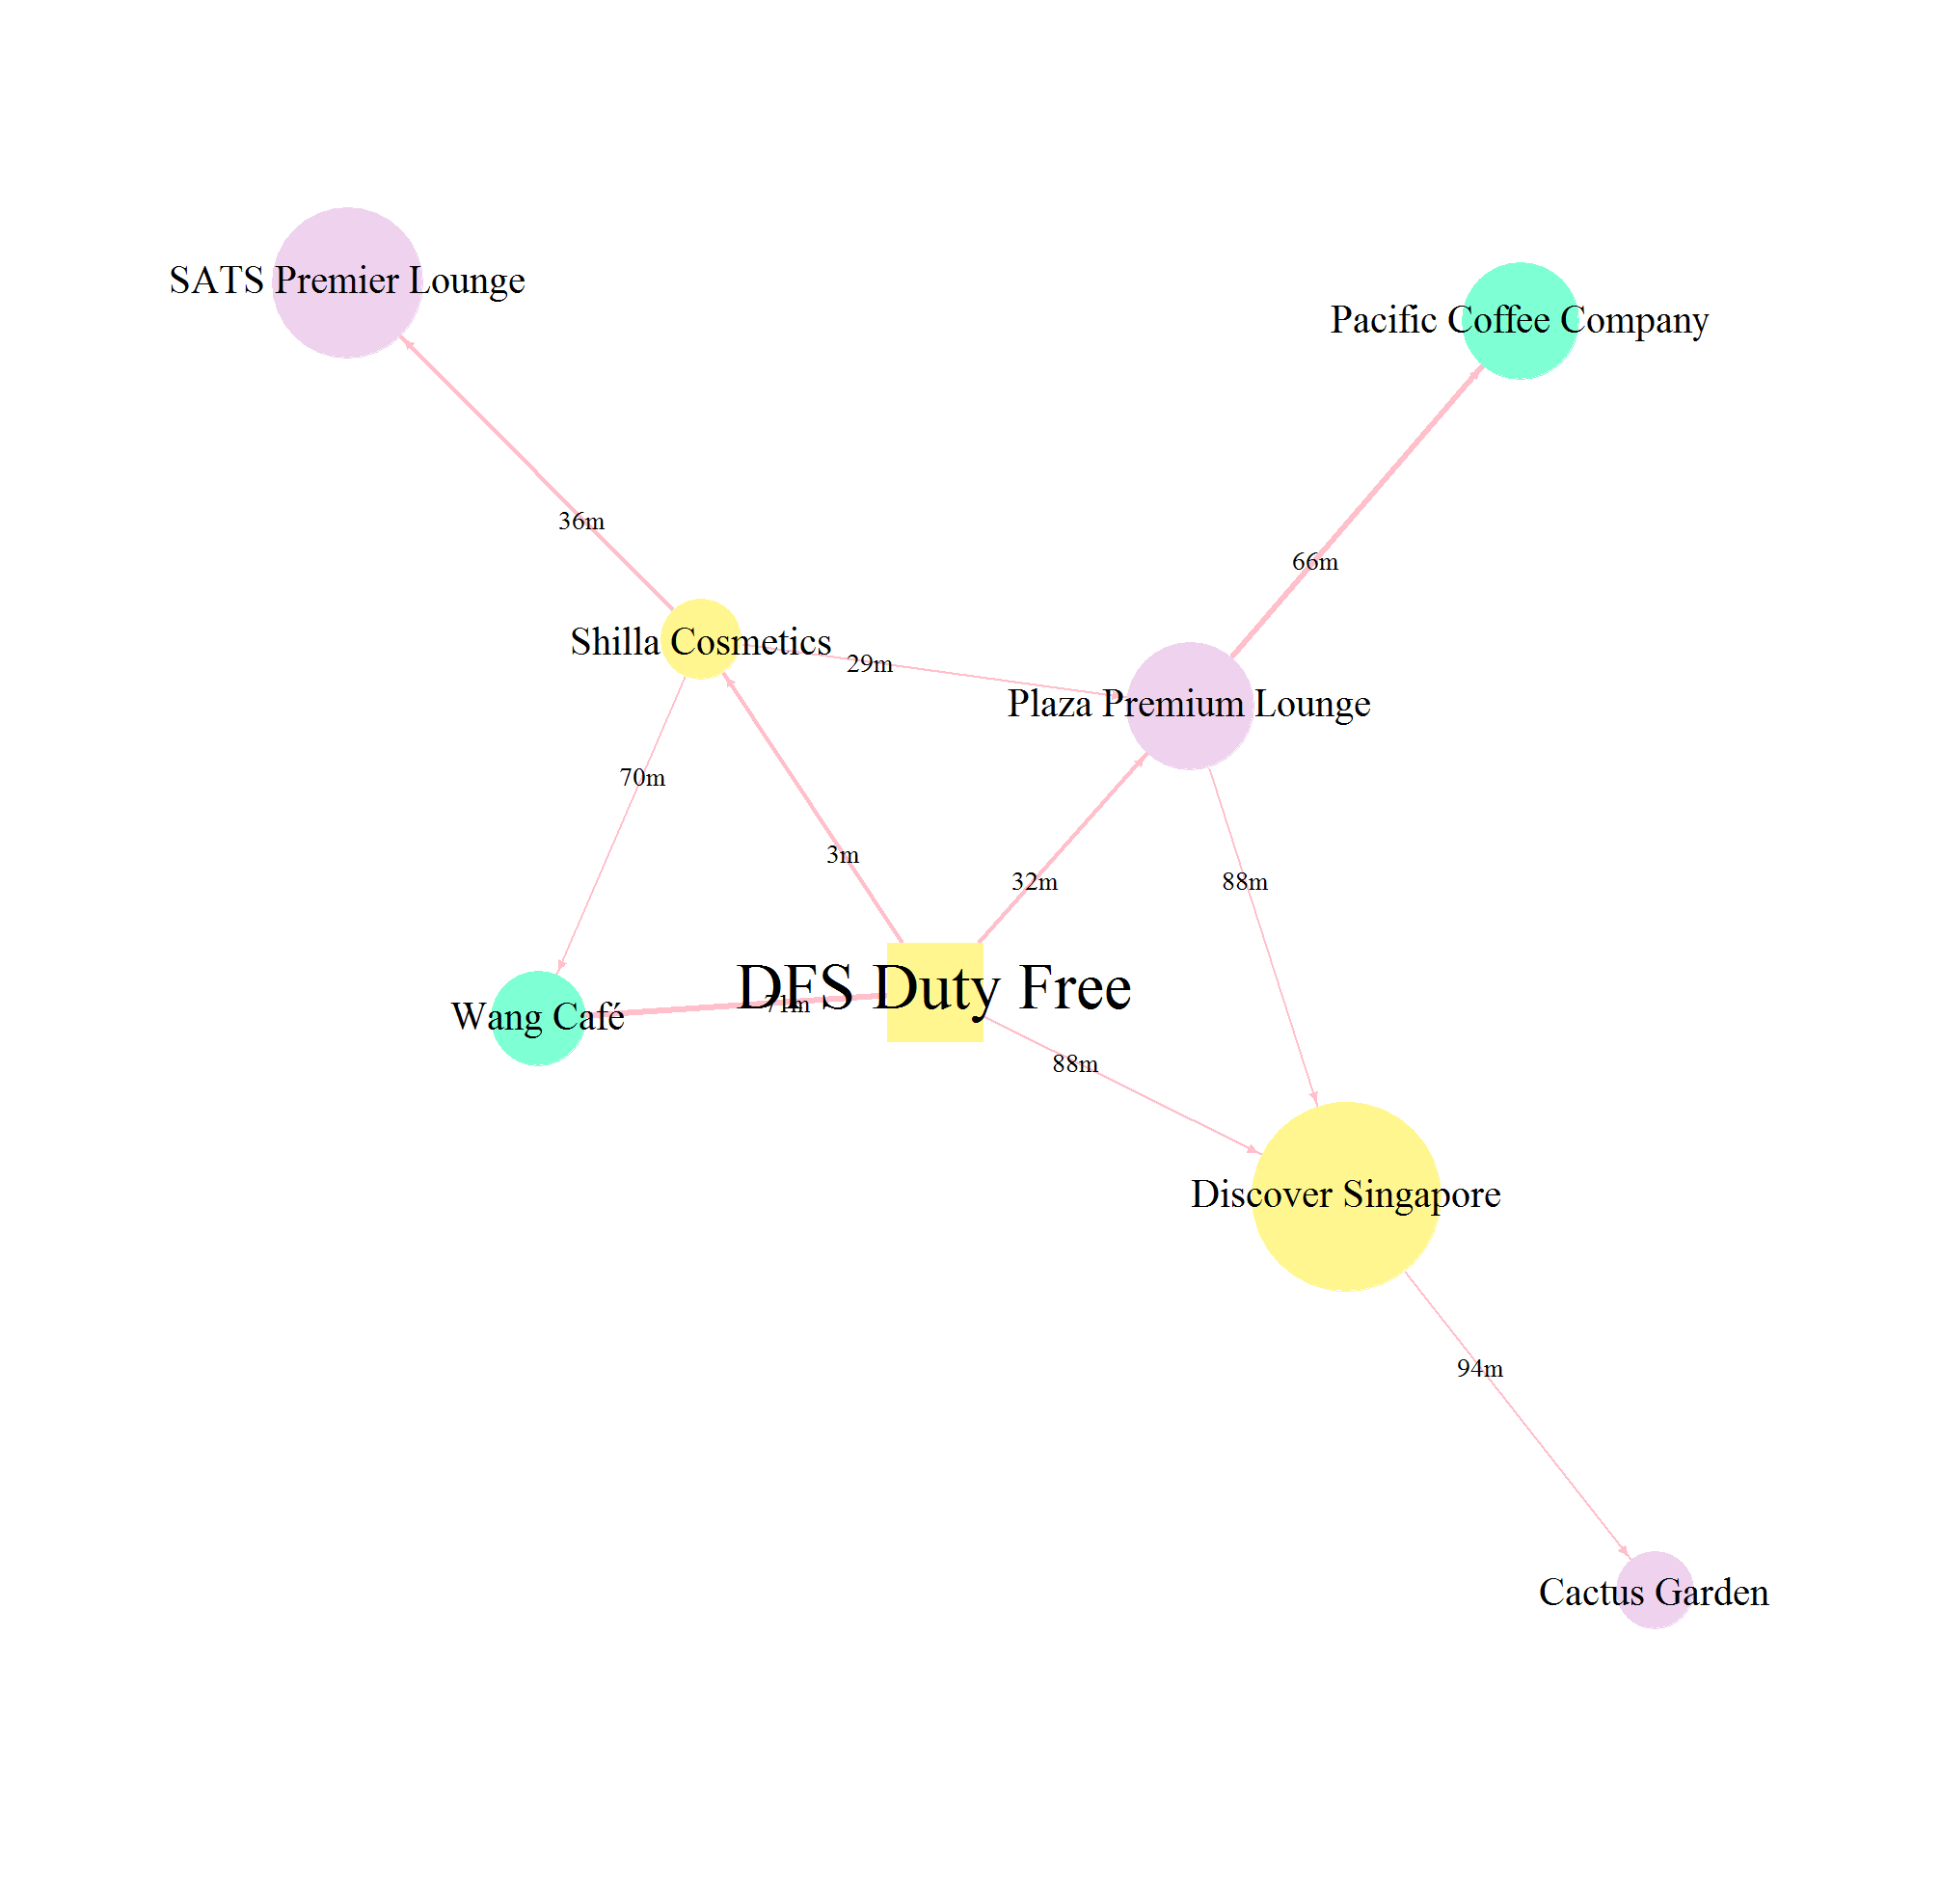 SATS Premier Lounge
Pacific Coffee Company
36m
66m
Shilla Cosmetics
29m
Plaza Premium Lounge
70m
3m
32m
88m
DFS Duty Free
71m
Wang Café
88m
Discover Singapore
94m
Cactus Garden